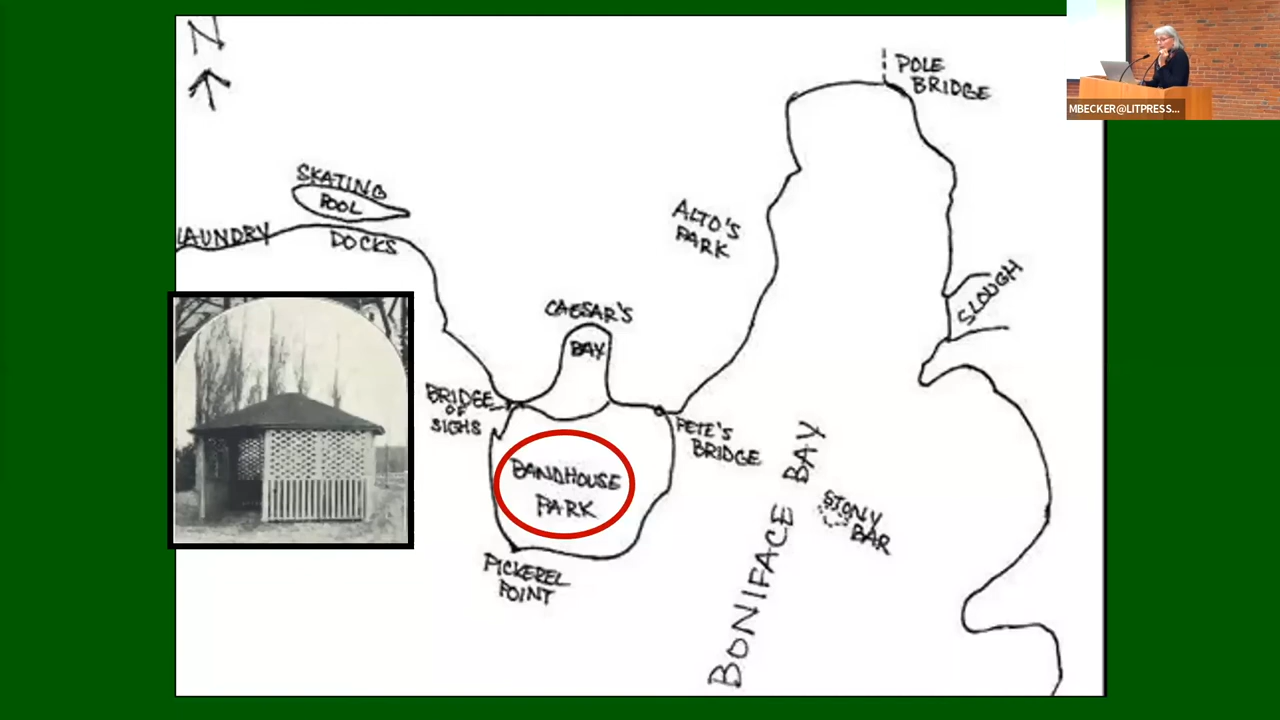 N
POLE
BRIDGE
MBECKER@LITPRESS...
SKATING
POOL
LAUNDRY
DOCKS
ALTO'S
PARK
SLOUGH
CAESAR'S
BAY
BRIDGE
OF
SIGHS
PETE'S
BRIDGE
BANDHOUSE
PARK
STONY
BAR
PICKEREL
POINT
BONIFACE BAY